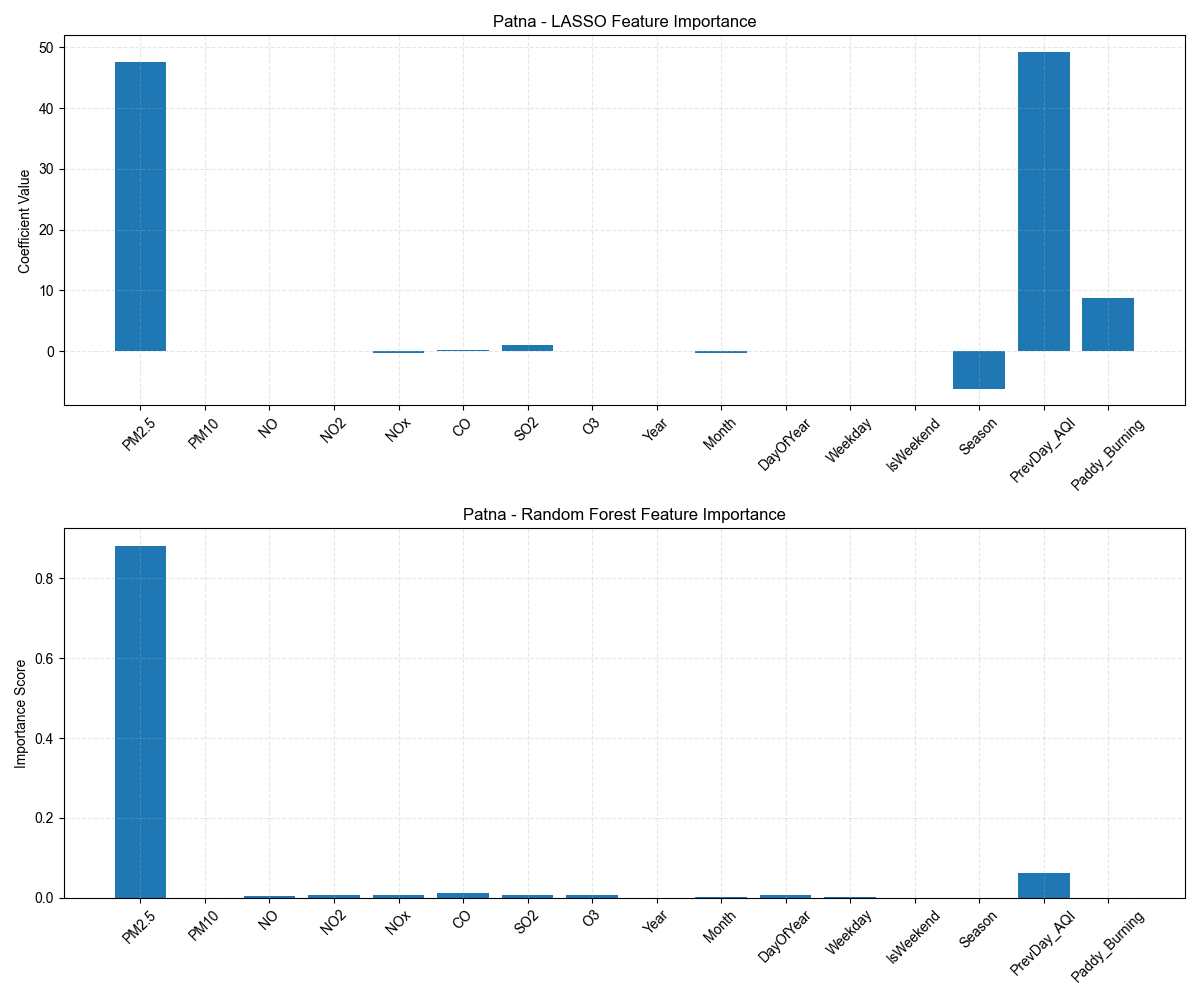 Patna - LASSO Feature Importance
Coefficient Value
50
40
30
20
10
0
PM2.5 PM10 NO NO2 NOx CO SO2 O3 Year Month DayOfYear Weekday IsWeekend Season PrevDay_AQI Paddy_Burning
Patna - Random Forest Feature Importance
Importance Score
0.8
0.6
0.4
0.2
0.0
PM2.5 PM10 NO NO2 NOx CO SO2 O3 Year Month DayOfYear Weekday IsWeekend Season PrevDay_AQI Paddy_Burning